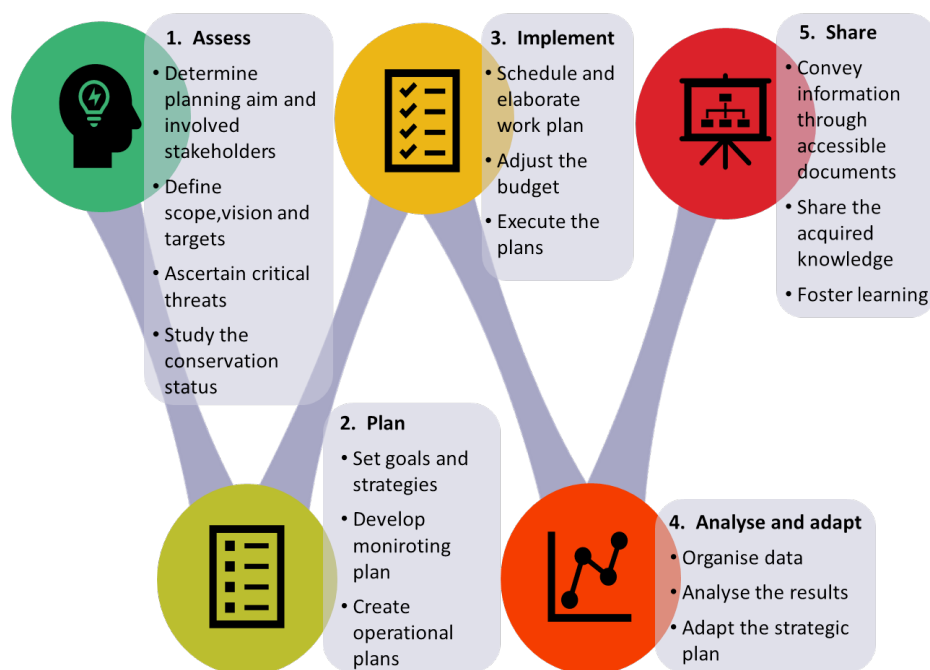 1. Assess
• Determine
planning aim and
involved
stakeholders
• Define
scope,vision and
targets
• Ascertain critical
threats
• Study the
conservation
status
2. Plan
• Set goals and
strategies
• Develop
moniroting
plan
• Create
operational
plans
3. Implement
• Schedule and
elaborate
work plan
• Adjust the
budget
• Execute the
plans
4. Analyse and adapt
• Organise data
• Analyse the results
• Adapt the strategic
plan
5. Share
• Convey
information
through
accessible
documents
• Share the
acquired
knowledge
• Foster learning